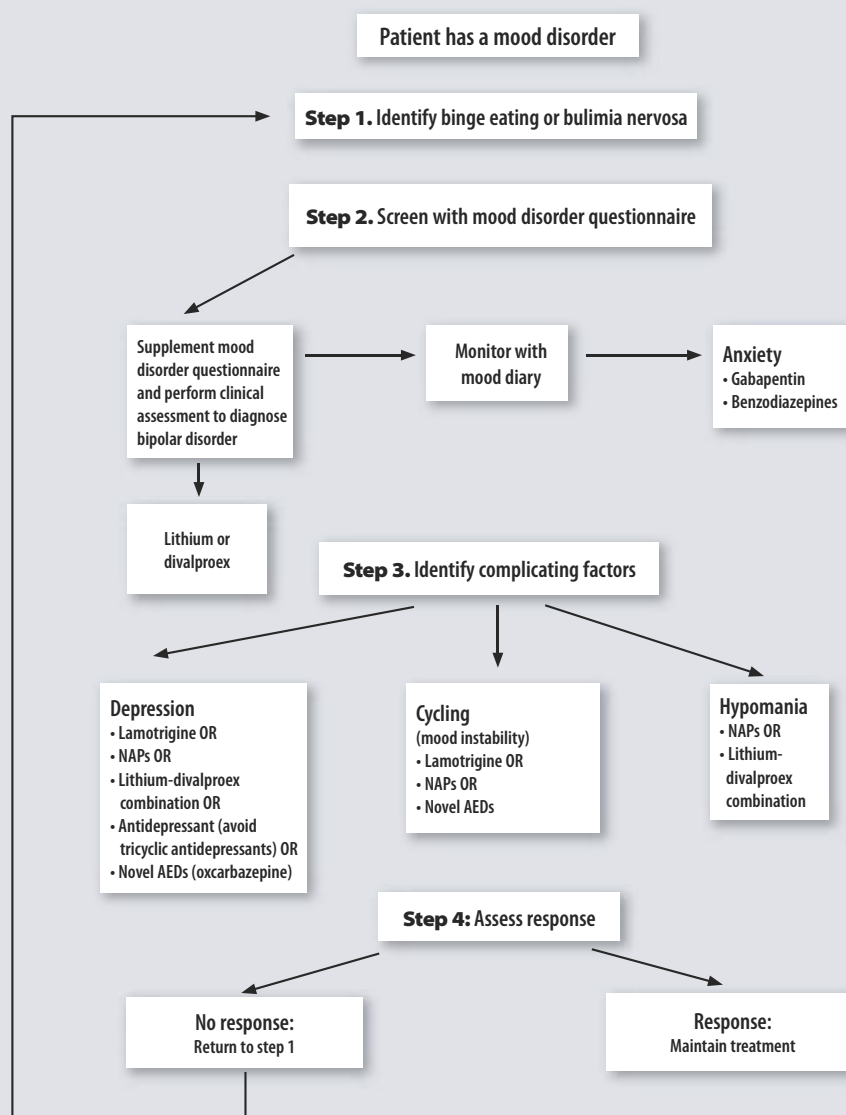 Patient has a mood disorder
Step 1. Identify binge eating or bulimia nervosa
Step 2. Screen with mood disorder questionnaire
Supplement mood
disorder questionnaire
and perform clinical
assessment to diagnose
bipolar disorder
Monitor with
mood diary
Anxiety
• Gabapentin
• Benzodiazepines
Lithium or
divalproex
Step 3. Identify complicating factors
Depression
• Lamotrigine OR
• NAPs OR
• Lithium-divalproex
combination OR
• Antidepressant (avoid
tricyclic antidepressants) OR
• Novel AEDs (oxcarbazepine)
Cycling
(mood instability)
• Lamotrigine OR
• NAPs OR
• Novel AEDs
Hypomania
• NAPs OR
• Lithium-
divalproex
combination
Step 4: Assess response
No response:
Return to step 1
Response:
Maintain treatment